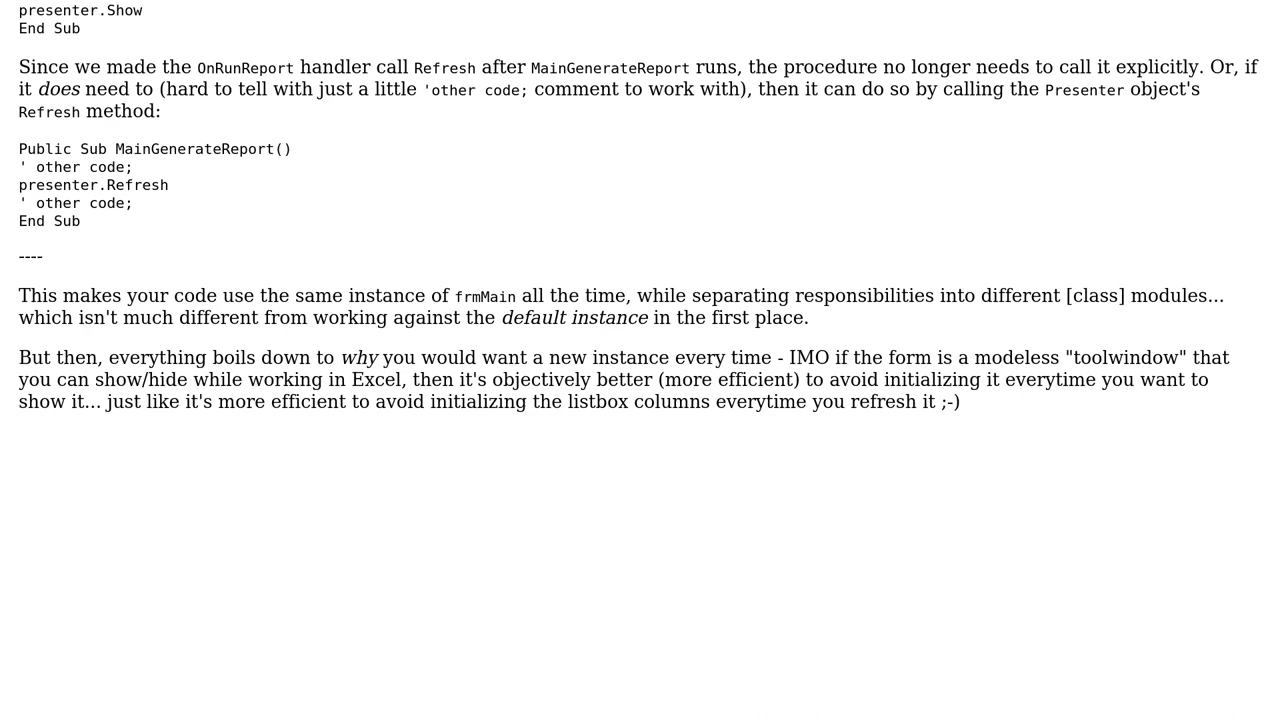 presenter.Show
End Sub
Since we made the OnRunReport handler call Refresh after MainGenerateReport runs, the procedure no longer needs to call it explicitly. Or, if
it does need to (hard to tell with just a little 'other code; comment to work with), then it can do so by calling the Presenter object's
Refresh method:
Public Sub MainGenerateReport()
' other code;
presenter.Refresh
' other code;
End Sub
----
This makes your code use the same instance of frmMain all the time, while separating responsibilities into different [class] modules...
which isn't much different from working against the default instance in the first place.
But then, everything boils down to why you would want a new instance every time - IMO if the form is a modeless "toolwindow" that
you can show/hide while working in Excel, then it's objectively better (more efficient) to avoid initializing it everytime you want to
show it... just like it's more efficient to avoid initializing the listbox columns everytime you refresh it ;-)